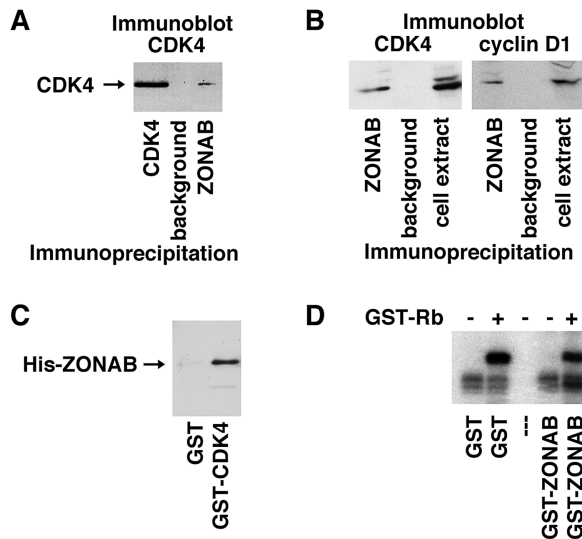 A
Immunoblot
CDK4
CDK4 →
CDK4
background
ZONAB
Immunoprecipitation
B
Immunoblot
CDK4 cyclin D1
ZONAB
background
cell extract
ZONAB
background
cell extract
Immunoprecipitation
C
His-ZONAB →
GST
GST-CDK4
D
GST-Rb - + - - +
GST
GST
---
GST-ZONAB
GST-ZONAB